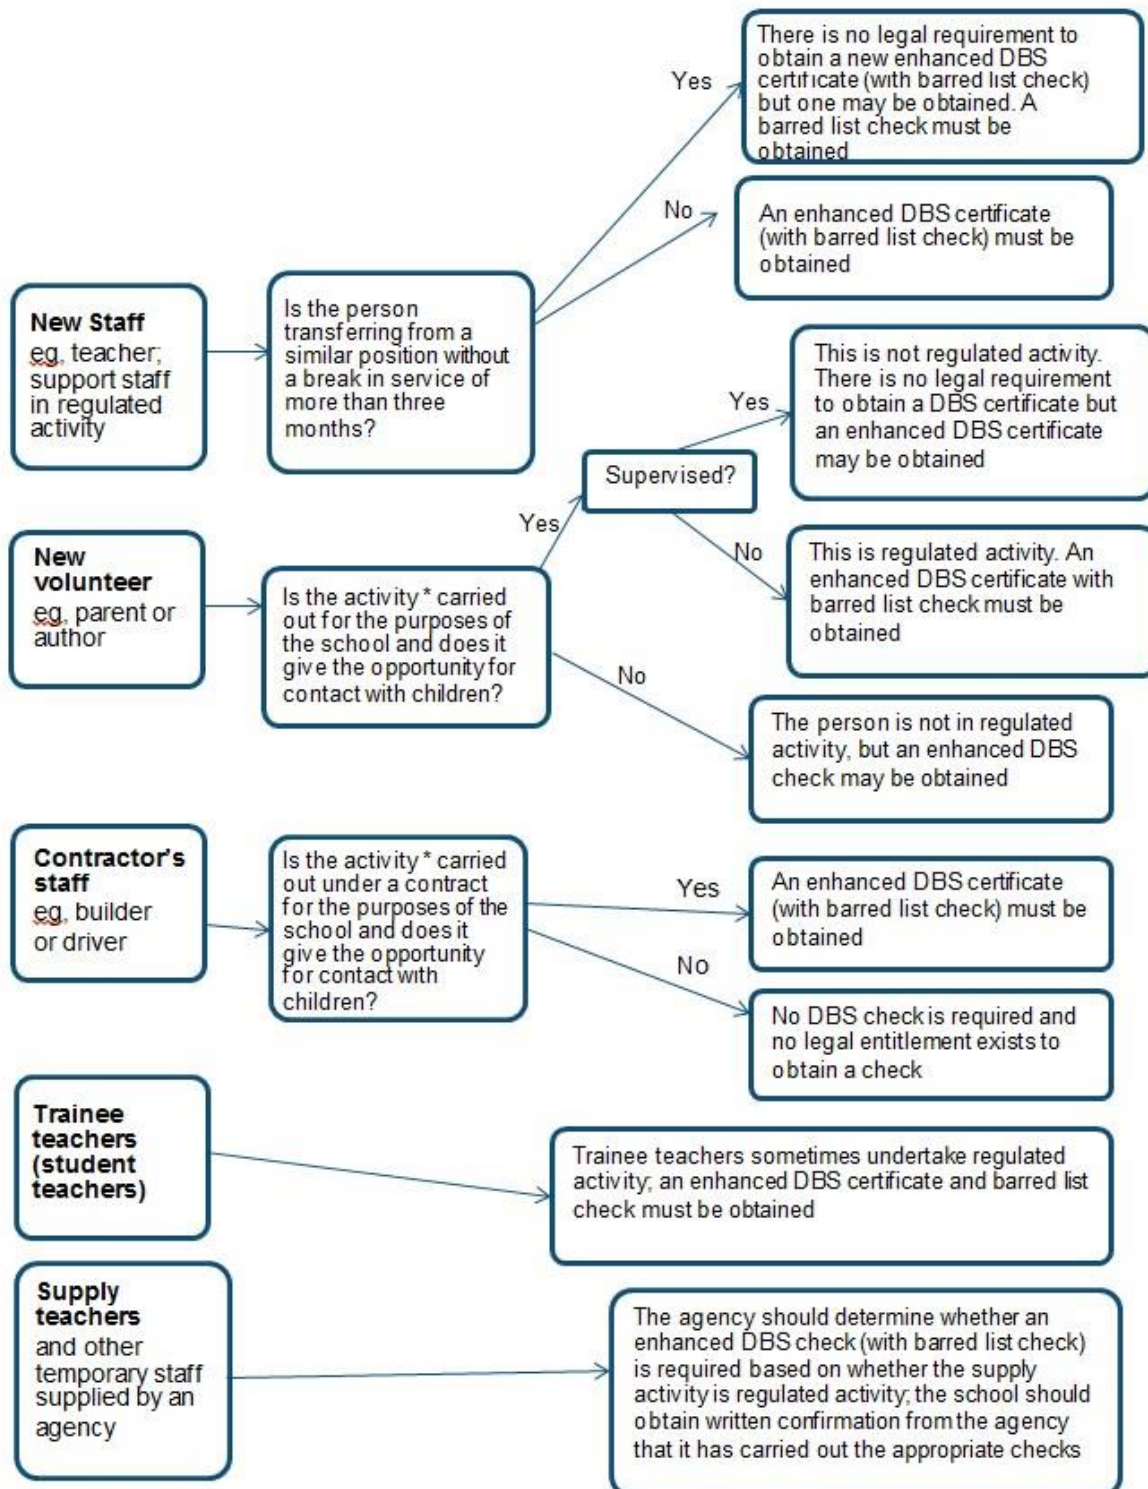 There is no legal requirement to
obtain a new enhanced DBS
certificate (with barred list check)
but one may be obtained. A
barred list check must be
obtained
Yes
No
An enhanced DBS certificate
(with barred list check) must be
obtained
New Staff
eg, teacher;
support staff
in regulated
activity
Is the person
transferring from a
similar position without
a break in service of
more than three
months?
This is not regulated activity.
There is no legal requirement
to obtain a DBS certificate but
an enhanced DBS certificate
may be obtained
Yes
Supervised?
Yes
No
This is regulated activity. An
enhanced DBS certificate with
barred list check must be
obtained
New
volunteer
eg, parent or
author
Is the activity * carried
out for the purposes of
the school and does it
give the opportunity for
contact with children?
No
The person is not in regulated
activity, but an enhanced DBS
check may be obtained
Contractor's
staff
eg, builder
or driver
Is the activity * carried
out under a contract
for the purposes of the
school and does it
give the opportunity
for contact with
children?
Yes
An enhanced DBS certificate
(with barred list check) must be
obtained
No
No DBS check is required and
no legal entitlement exists to
obtain a check
Trainee
teachers
(student
teachers)
Trainee teachers sometimes undertake regulated
activity; an enhanced DBS certificate and barred list
check must be obtained
Supply
teachers
and other
temporary staff
supplied by an
agency
The agency should determine whether an
enhanced DBS check (with barred list check)
is required based on whether the supply
activity is regulated activity; the school should
obtain written confirmation from the agency
that it has carried out the appropriate checks